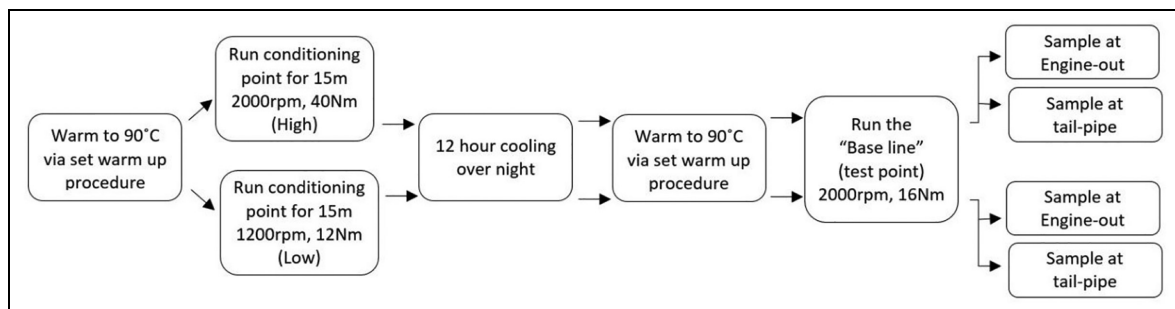 Warm to 90˚C
via set warm up
procedure
Run conditioning
point for 15m
2000rpm, 40Nm
(High)
Run conditioning
point for 15m
1200rpm, 12Nm
(Low)
12 hour cooling
over night
Warm to 90˚C
via set warm up
procedure
Run the
“Base line”
(test point)
2000rpm, 16Nm
Sample at
Engine-out
Sample at
tail-pipe
Sample at
Engine-out
Sample at
tail-pipe